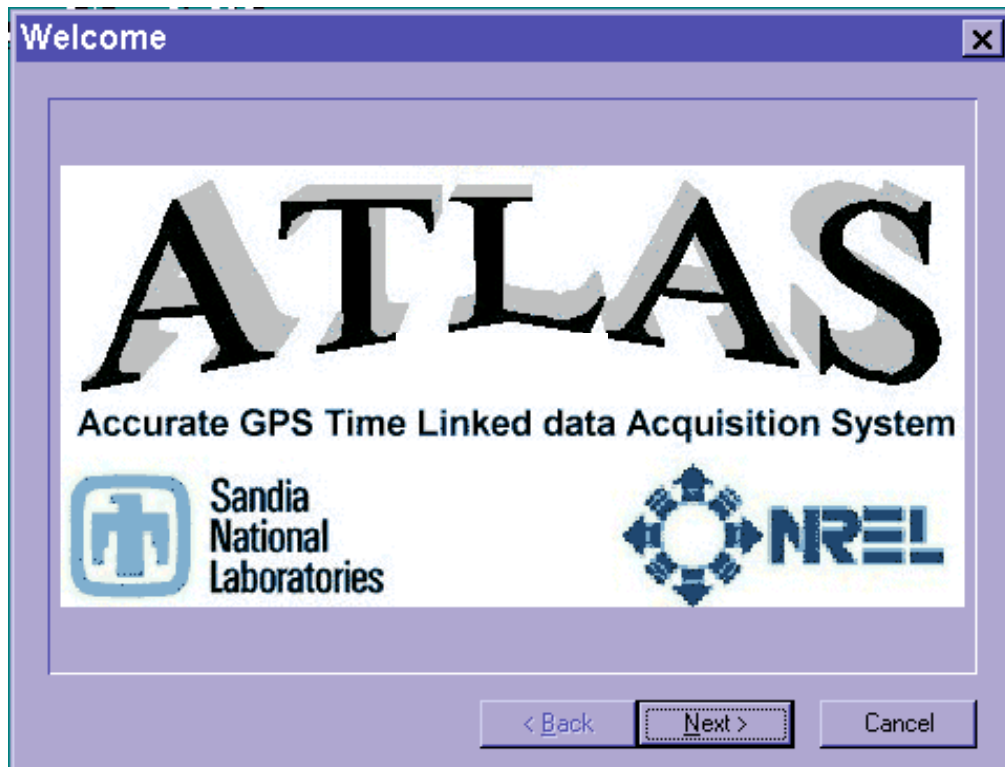 Welcome
ATLAS
Accurate GPS Time Linked data Acquisition System
Sandia
National
Laboratories
NREL
< Back Next > Cancel